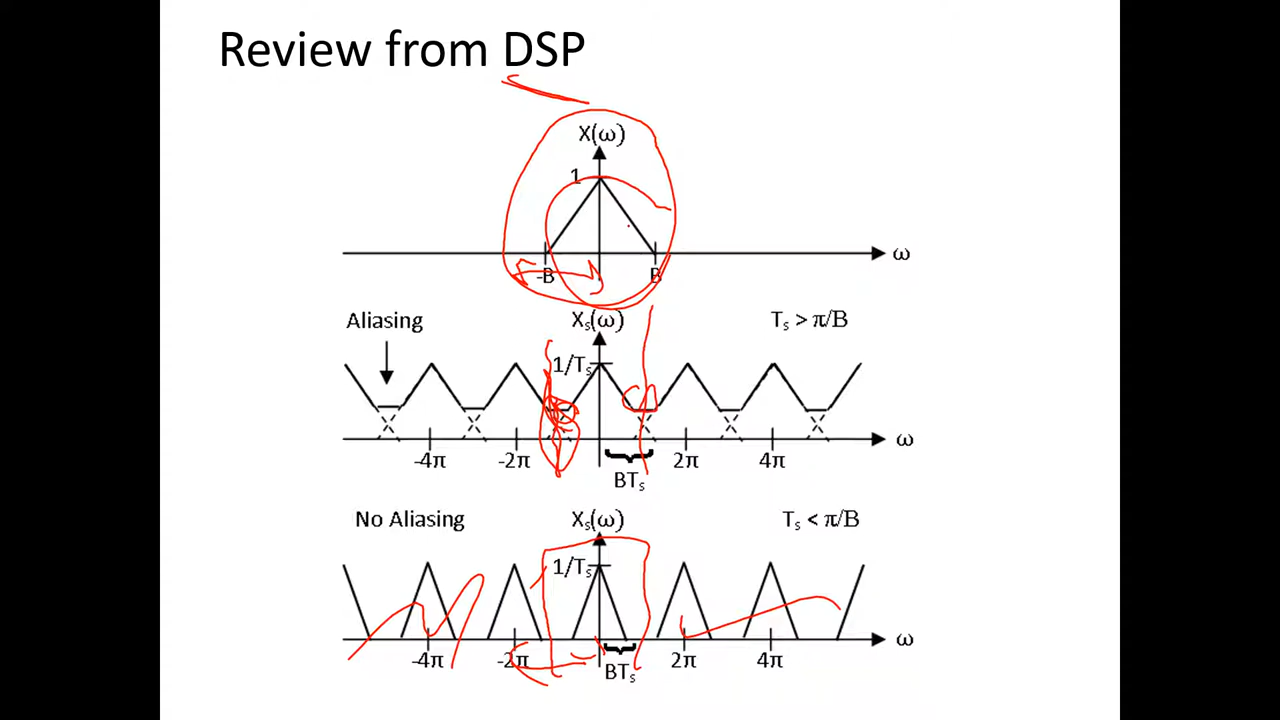 Review from DSP
X(ω)
1
ω
-B
B
Aliasing
Xs(ω)
Ts > π/B
1/Ts
ω
-4π
-2π
2π
4π
BTs
No Aliasing
Xs(ω)
Ts < π/B
1/Ts
ω
-4π
-2π
2π
4π
BTs